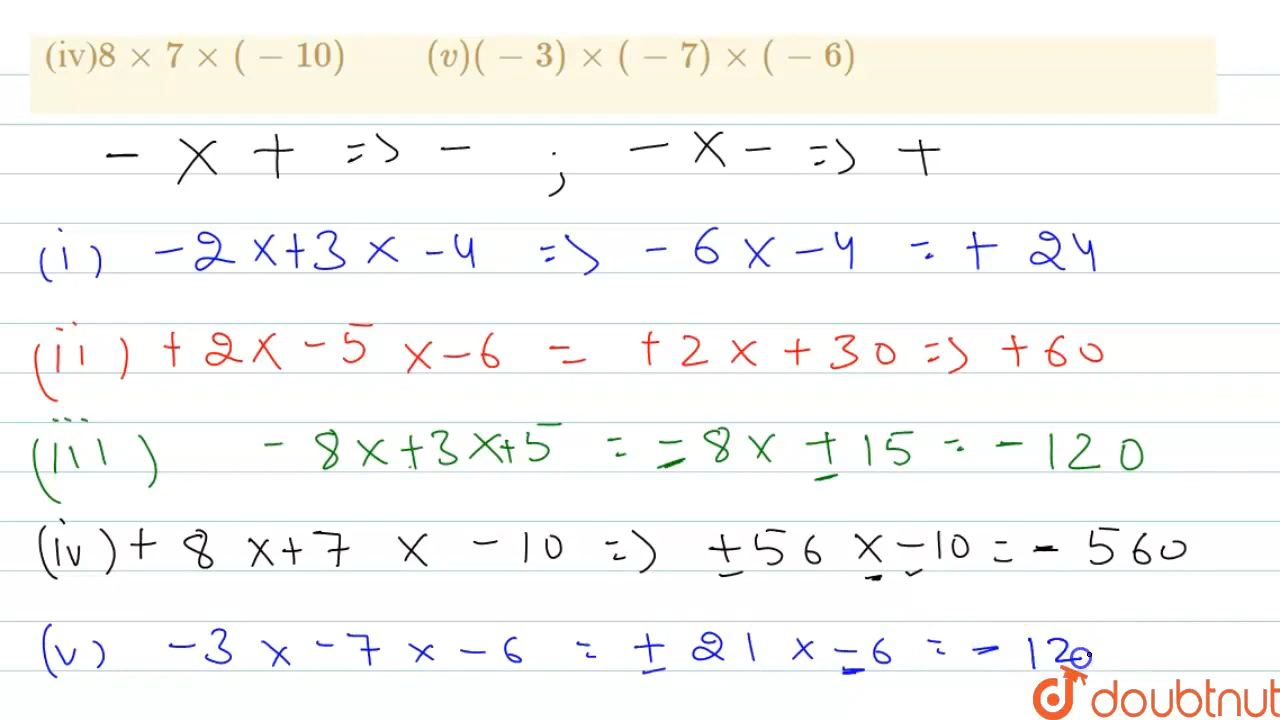 (iv)8 × 7 × ( − 10) (v)( − 3) × ( − 7) × ( − 6)
− × + => − ; − × − => +
(i) −2 × +3 × −4 => −6 × −4 = + 24
(ii) +2 × −5 × −6 = +2 × +30 => +60
(iii) −8 × +3 × +5 = −8 × +15 = −120
(iv) +8 × +7 × −10 => +56 × −10 = −560
(v) −3 × −7 × −6 = +21 × −6 = −120
doubtnut